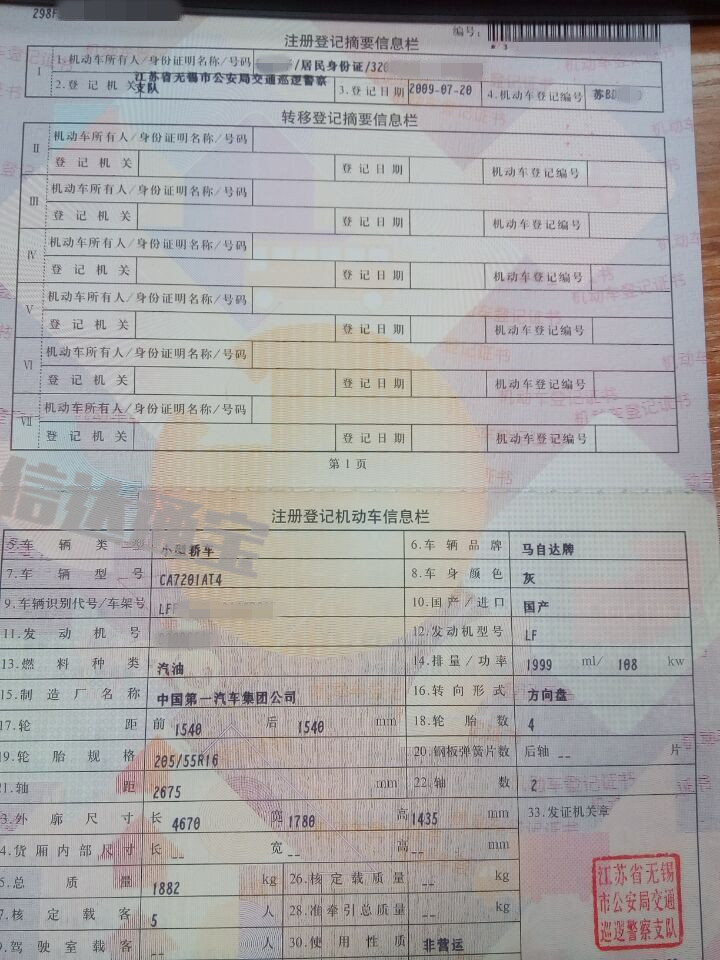 298
编号:
注册登记摘要信息栏
I 1.机动车所有人/身份证明名称/号码 /居民身份证/320
2.登记机关 江苏省无锡市公安局交通巡逻警察支队 3.登记日期 2009-07-20 4.机动车登记编号 苏B
转移登记摘要信息栏
II 机动车所有人/身份证明名称/号码
登记机关 登记日期 机动车登记编号
III 机动车所有人/身份证明名称/号码
登记机关 登记日期 机动车登记编号
IV 机动车所有人/身份证明名称/号码
登记机关 登记日期 机动车登记编号
V 机动车所有人/身份证明名称/号码
登记机关 登记日期 机动车登记编号
VI 机动车所有人/身份证明名称/号码
登记机关 登记日期 机动车登记编号
VII 机动车所有人/身份证明名称/号码
登记机关 登记日期 机动车登记编号
第1页
信达通宝
注册登记机动车信息栏
5.车辆类型 小型轿车 6.车辆品牌 马自达牌
7.车辆型号 CA7201AT4 8.车身颜色 灰
9.车辆识别代号/车架号 LF 10.国产/进口 国产
11.发动机号 12.发动机型号 LF
13.燃料种类 汽油 14.排量/功率 1999 ml/ 108 kw
15.制造厂名称 中国第一汽车集团公司 16.转向形式 方向盘
17.轮距 前 1540 后 1540 mm 18.轮胎数 4
19.轮胎规格 205/55R16 20.钢板弹簧片数 后轴 -- 片
21.轴距 2675 mm 22.轴数 2
3.外廓尺寸 长 4670 宽 1780 高 1435 mm 33.发证机关章
4.货厢内部尺寸 长 -- 宽 -- 高 -- mm
5.总质量 1882 kg 26.核定载质量 -- kg
7.核定载客 5 人 28.准牵引总质量 -- kg
9.驾驶室载客 -- 人 30.使用性质 非营运
江苏省无锡
市公安局交通
巡逻警察支队